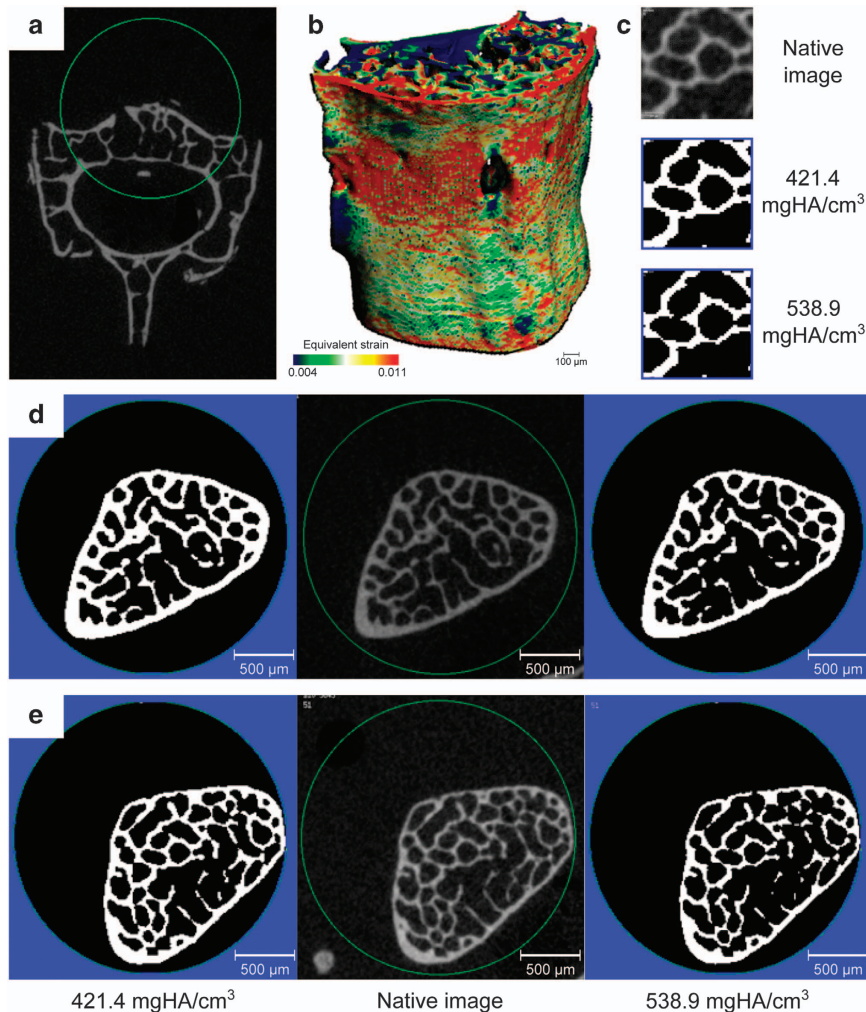 a
b
c
Native
image
421.4
mgHA/cm³
538.9
mgHA/cm³
Equivalent strain
0.004
0.011
100 µm
d
500 µm
500 µm
500 µm
e
51
51
500 µm
500 µm
500 µm
421.4 mgHA/cm³
Native image
538.9 mgHA/cm³